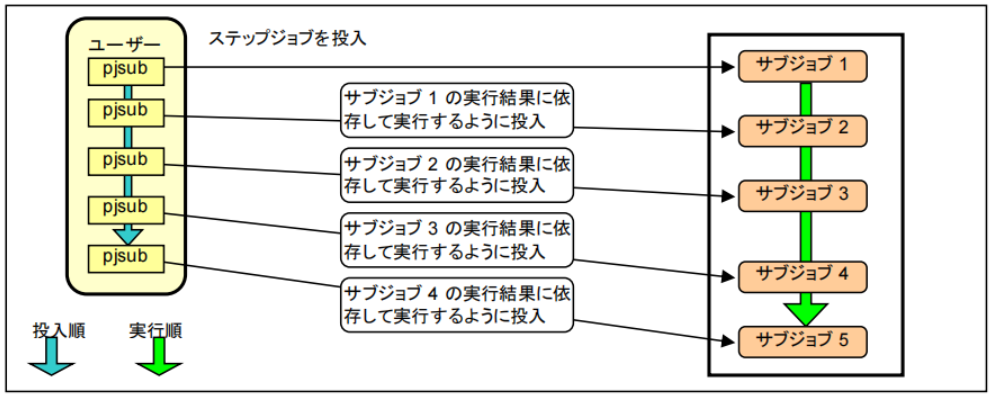 ユーザー
ステップジョブを投入
pjsub
サブジョブ 1
サブジョブ 1 の実行結果に依
存して実行するように投入
pjsub
サブジョブ 2
サブジョブ 2 の実行結果に依
存して実行するように投入
pjsub
サブジョブ 3
サブジョブ 3 の実行結果に依
存して実行するように投入
pjsub
サブジョブ 4
サブジョブ 4 の実行結果に依
存して実行するように投入
pjsub
サブジョブ 5
投入順
実行順